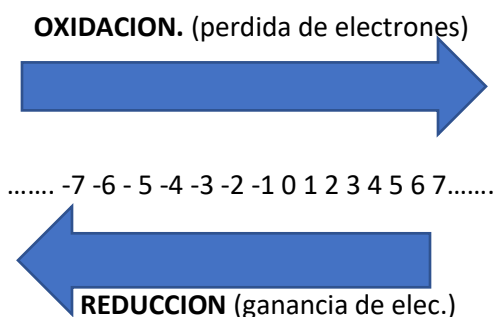 OXIDACION. (perdida de electrones)
……. -7 -6 - 5 -4 -3 -2 -1 0 1 2 3 4 5 6 7…….
REDUCCION (ganancia de elec.)